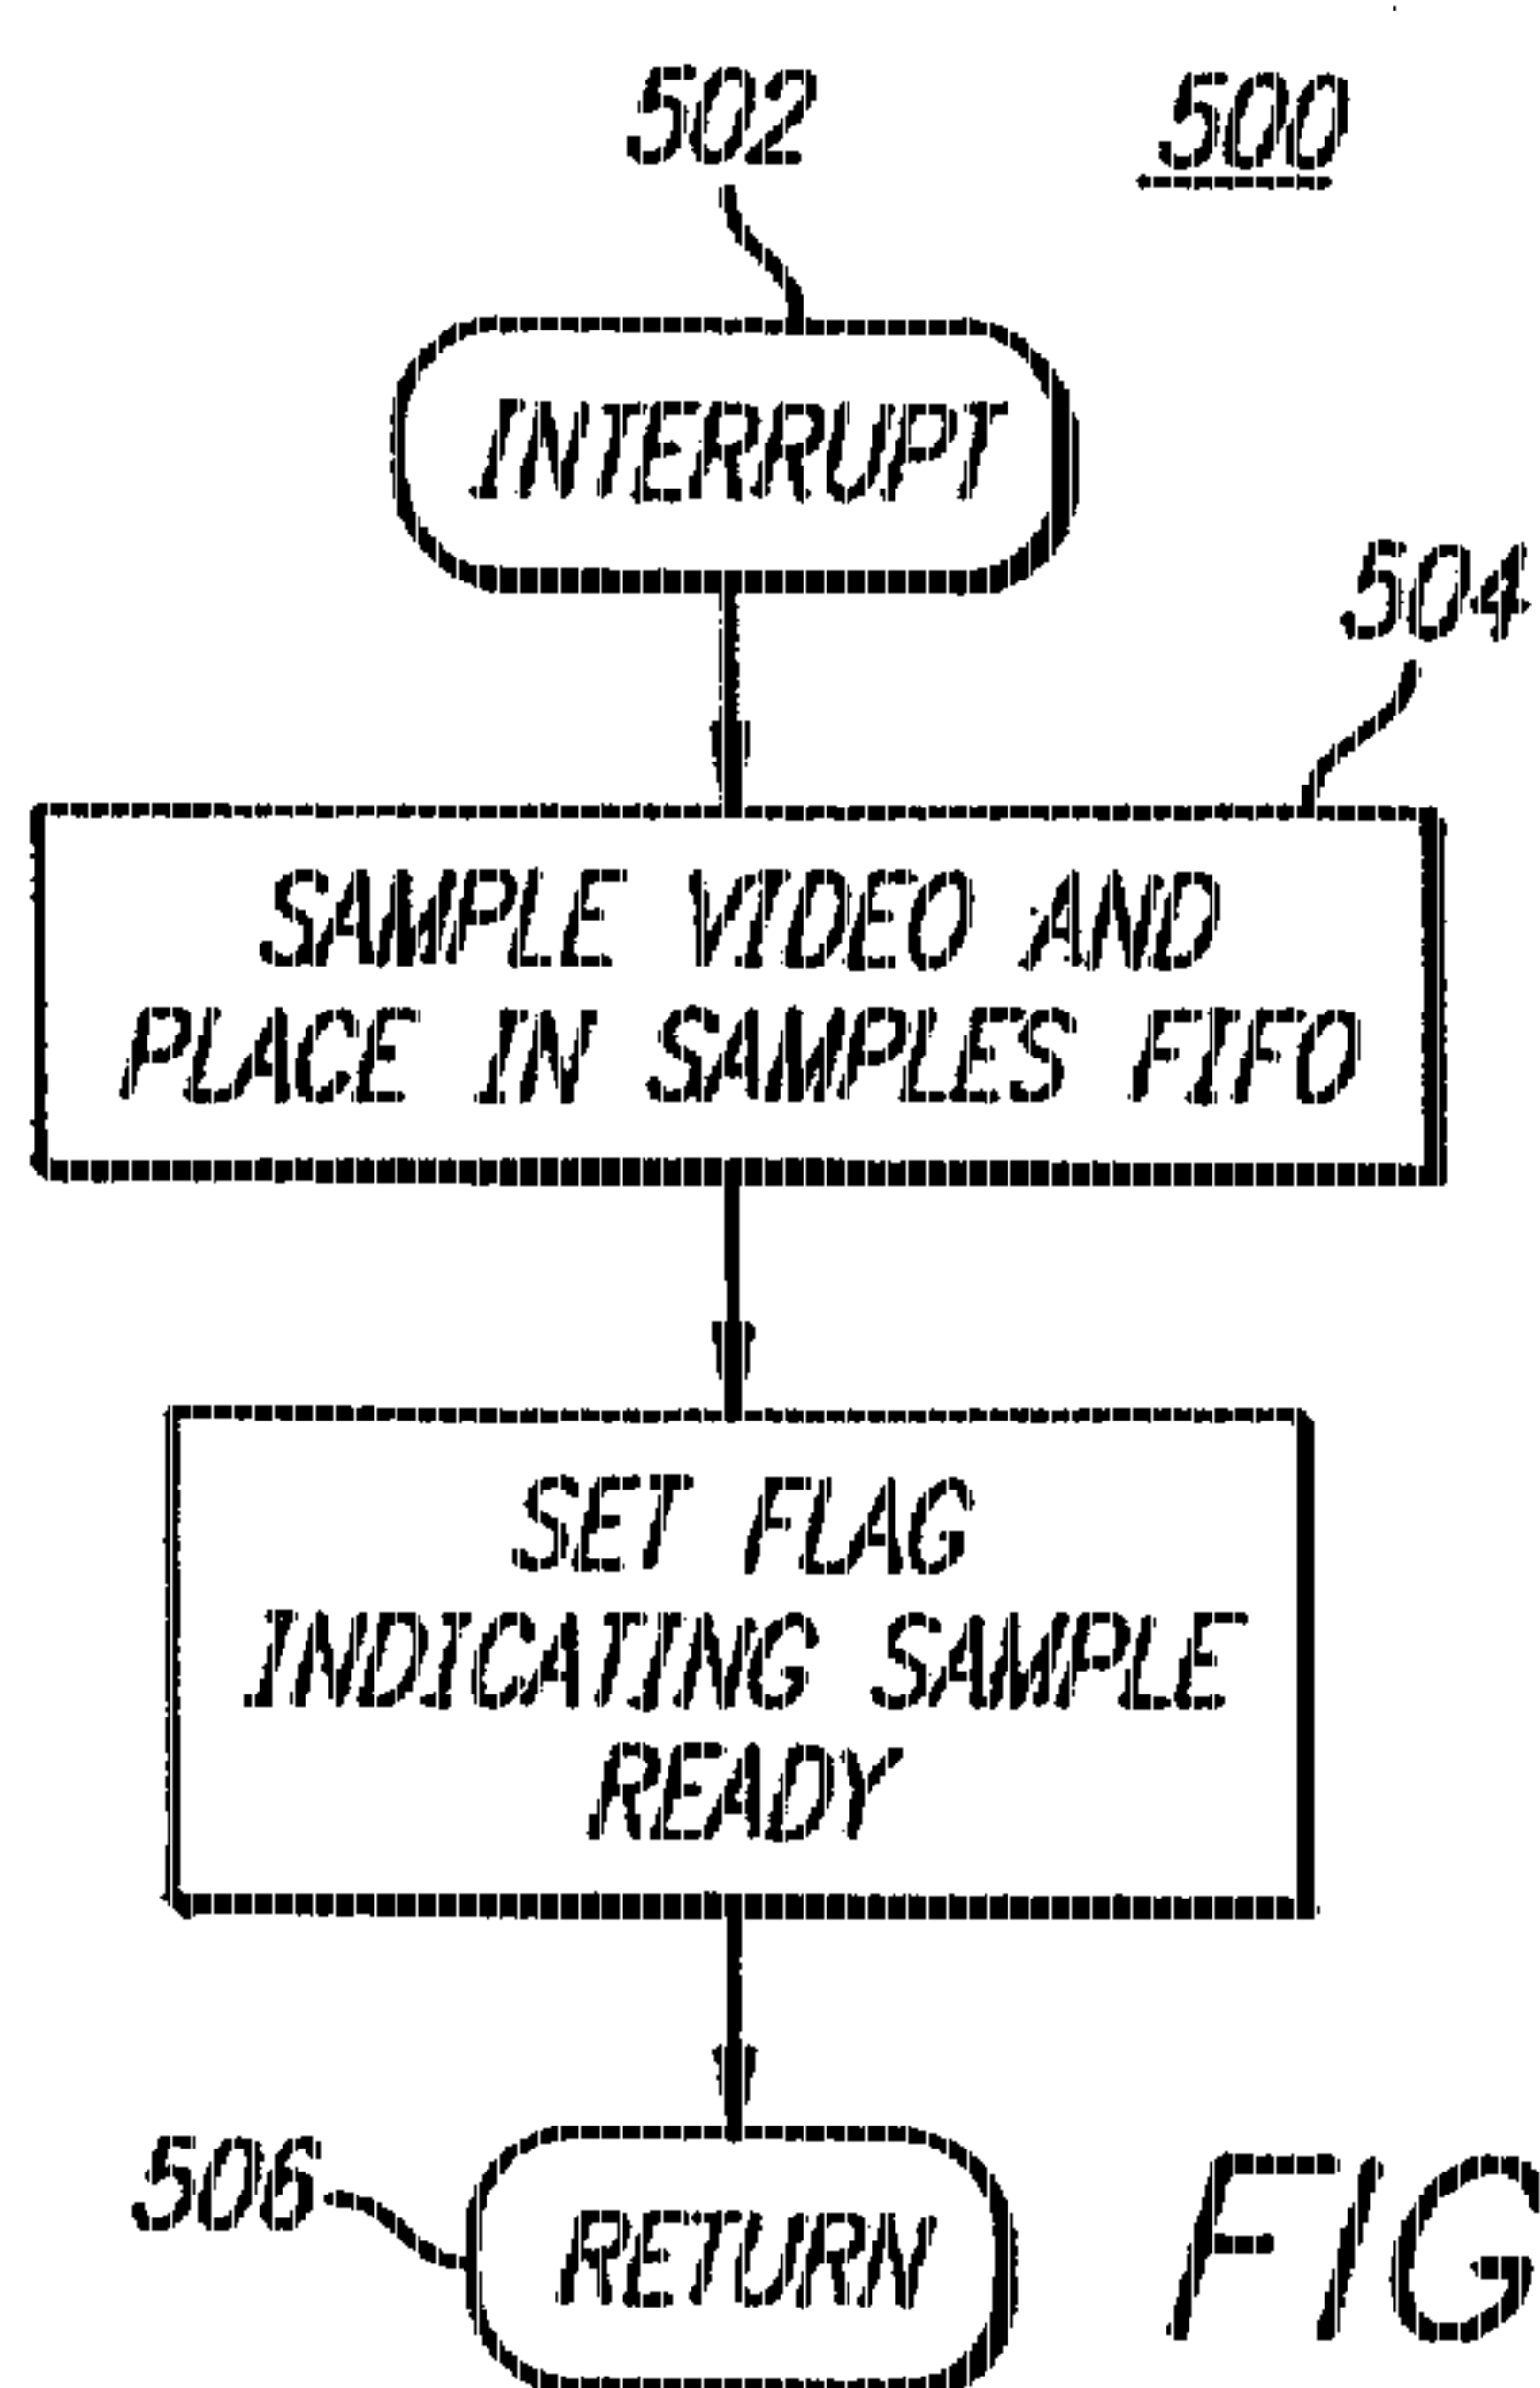 502
500
INTERRUPT
504
SAMPLE VIDEO AND
PLACE IN SAMPLES FIFO
SET FLAG
INDICATING SAMPLE
READY
506
RETURN
FIG